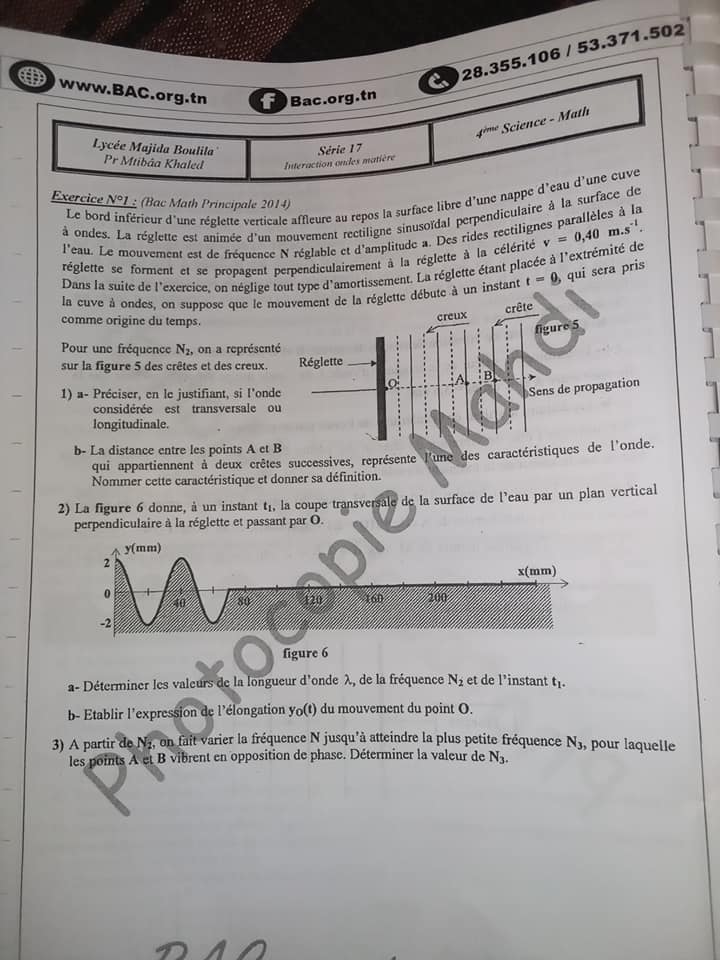 www.BAC.org.tn
Bac.org.tn
28.355.106 / 53.371.502
Lycée Majida Boulila
Pr Mtibâa Khaled
Série 17
Interaction ondes matière
4ème Science - Math
Exercice N°1 : (Bac Math Principale 2014)
Le bord inférieur d'une réglette verticale affleure au repos la surface libre d'une nappe d'eau d'une cuve
à ondes. La réglette est animée d'un mouvement rectiligne sinusoïdal perpendiculaire à la surface de
l'eau. Le mouvement est de fréquence N réglable et d'amplitude a. Des rides rectilignes parallèles à la
réglette se forment et se propagent perpendiculairement à la réglette à la célérité v = 0,40 m.s⁻¹.
Dans la suite de l'exercice, on néglige tout type d'amortissement. La réglette étant placée à l'extrémité de
la cuve à ondes, on suppose que le mouvement de la réglette débute à un instant t = 0, qui sera pris
comme origine du temps.
Pour une fréquence N₂, on a représenté
sur la figure 5 des crêtes et des creux.
1) a- Préciser, en le justifiant, si l'onde
considérée est transversale ou
longitudinale.
creux
crête
figure 5
Réglette
O
A
B
Sens de propagation
b- La distance entre les points A et B
qui appartiennent à deux crêtes successives, représente l'une des caractéristiques de l'onde.
Nommer cette caractéristique et donner sa définition.
2) La figure 6 donne, à un instant t₁, la coupe transversale de la surface de l'eau par un plan vertical
perpendiculaire à la réglette et passant par O.
y(mm)
2
0
-2
40
80
120
160
200
x(mm)
figure 6
a- Déterminer les valeurs de la longueur d'onde λ, de la fréquence N₂ et de l'instant t₁.
b- Etablir l'expression de l'élongation y₀(t) du mouvement du point O.
3) A partir de N₂, on fait varier la fréquence N jusqu'à atteindre la plus petite fréquence N₃, pour laquelle
les points A et B vibrent en opposition de phase. Déterminer la valeur de N₃.
Photocopie Mahdi
BAC